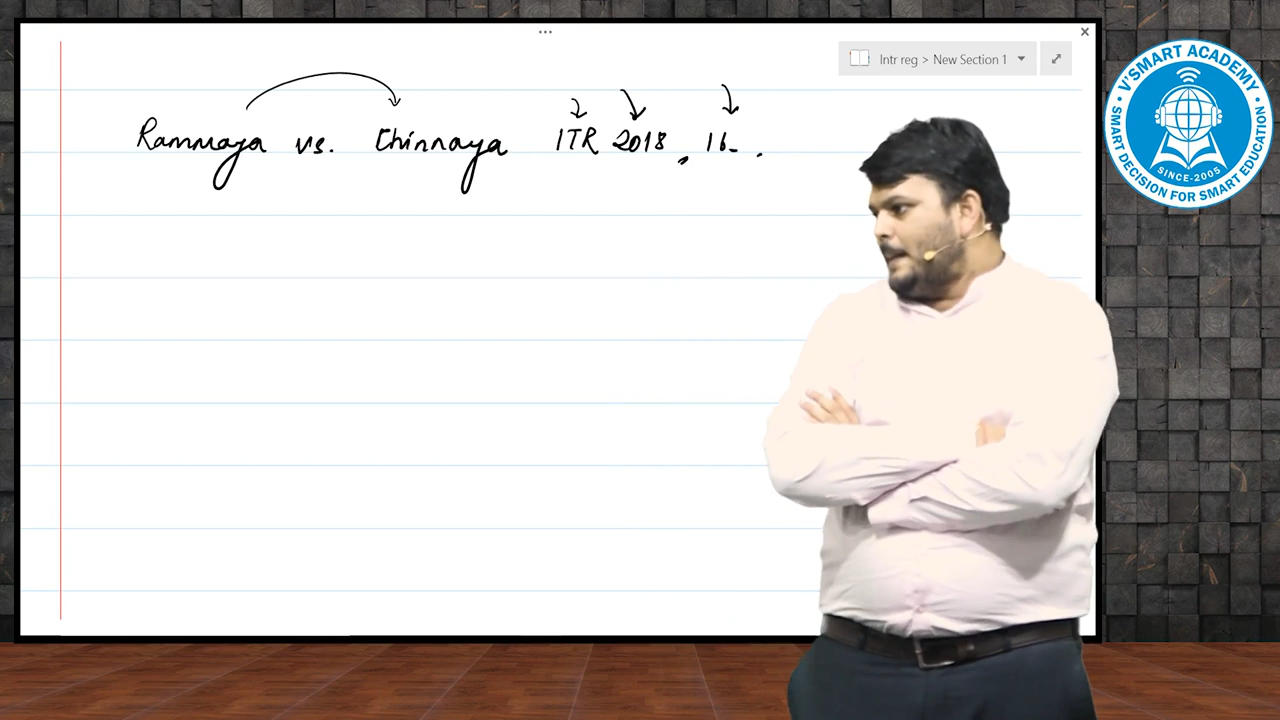 Intr reg > New Section 1
Ramnaya vs. Chinnaya ITR 2018, 16 .
V'SMART ACADEMY
SINCE-2005
SMART DECISION FOR SMART EDUCATION